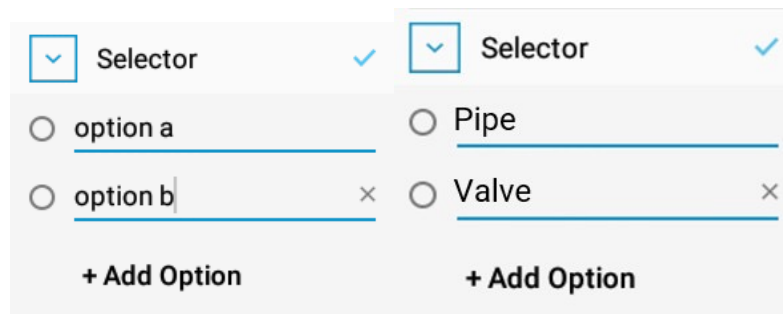 Selector
option a
option b
+ Add Option
Selector
Pipe
Valve
+ Add Option